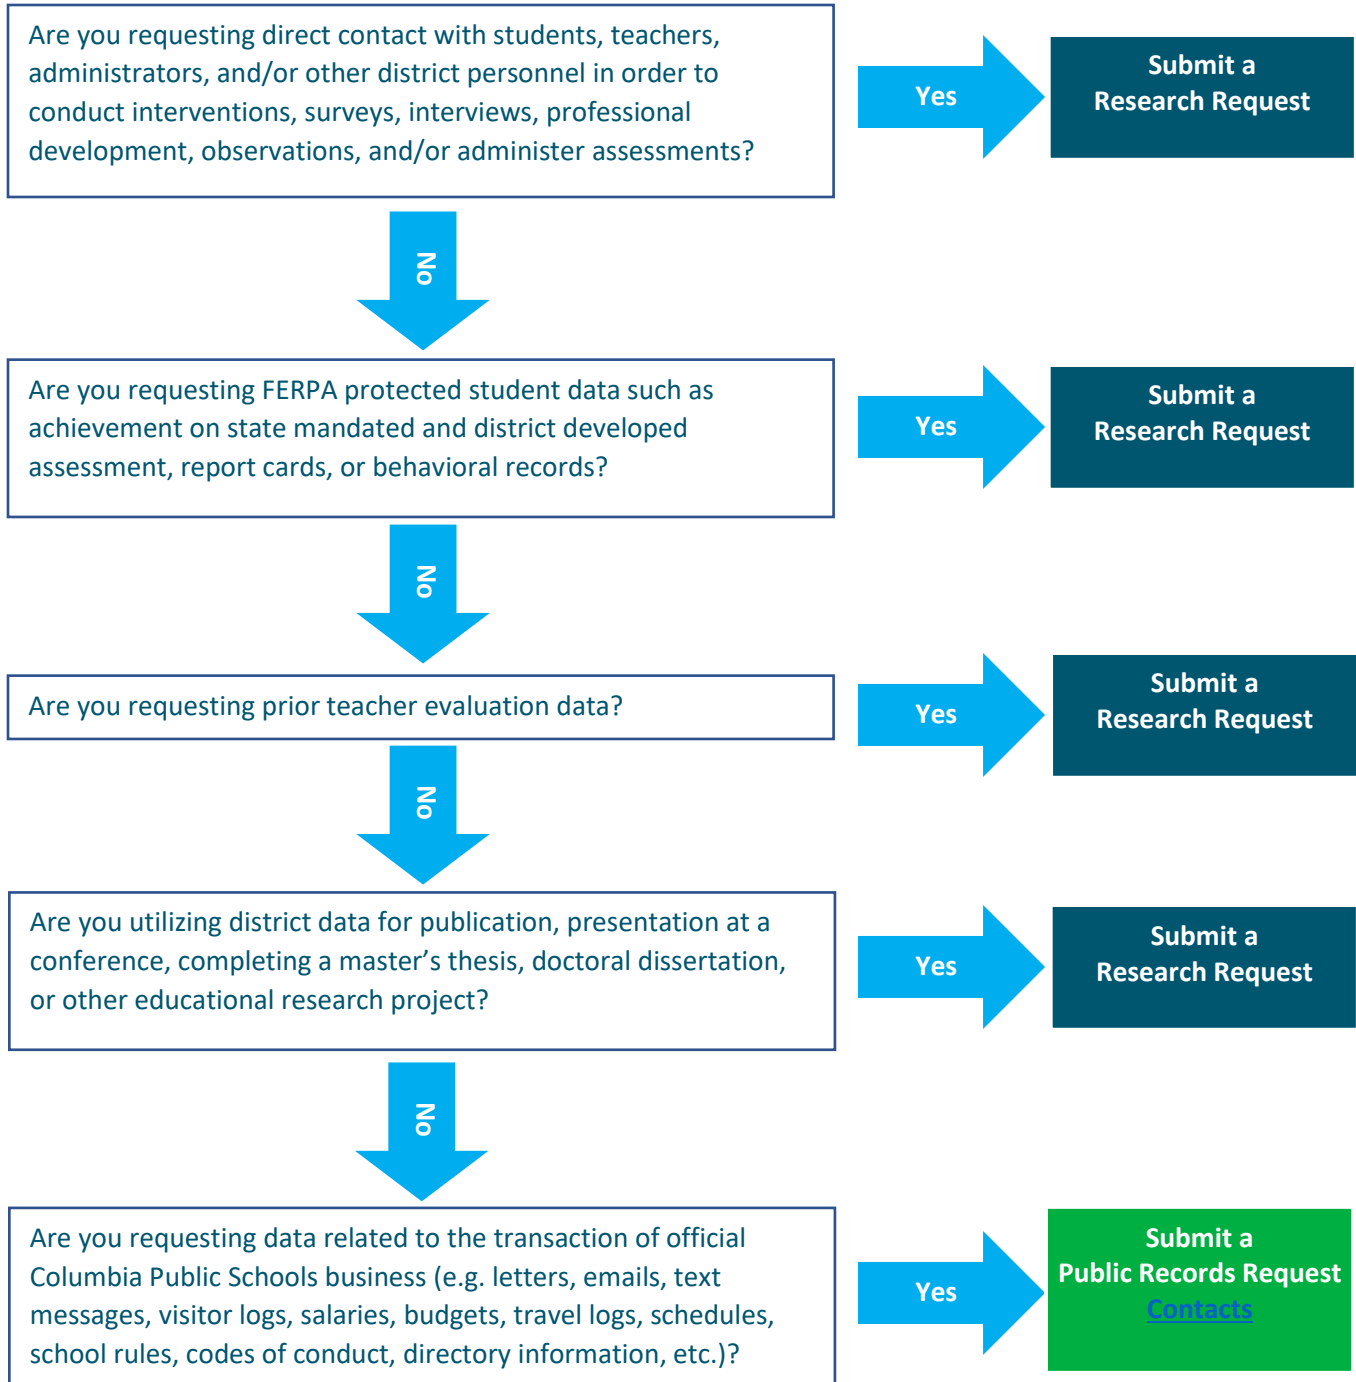 Are you requesting direct contact with students, teachers,
administrators, and/or other district personnel in order to
conduct interventions, surveys, interviews, professional
development, observations, and/or administer assessments?
Yes
Submit a
Research Request
No
Are you requesting FERPA protected student data such as
achievement on state mandated and district developed
assessment, report cards, or behavioral records?
Yes
Submit a
Research Request
No
Are you requesting prior teacher evaluation data?
Yes
Submit a
Research Request
No
Are you utilizing district data for publication, presentation at a
conference, completing a master’s thesis, doctoral dissertation,
or other educational research project?
Yes
Submit a
Research Request
No
Are you requesting data related to the transaction of official
Columbia Public Schools business (e.g. letters, emails, text
messages, visitor logs, salaries, budgets, travel logs, schedules,
school rules, codes of conduct, directory information, etc.)?
Yes
Submit a
Public Records Request
Contacts